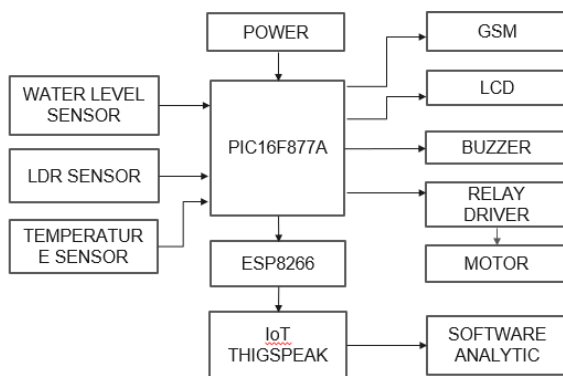 POWER
GSM
WATER LEVEL
SENSOR
PIC16F877A
LCD
LDR SENSOR
BUZZER
TEMPERATUR
E SENSOR
RELAY
DRIVER
ESP8266
MOTOR
IoT
THIGSPEAK
SOFTWARE
ANALYTIC